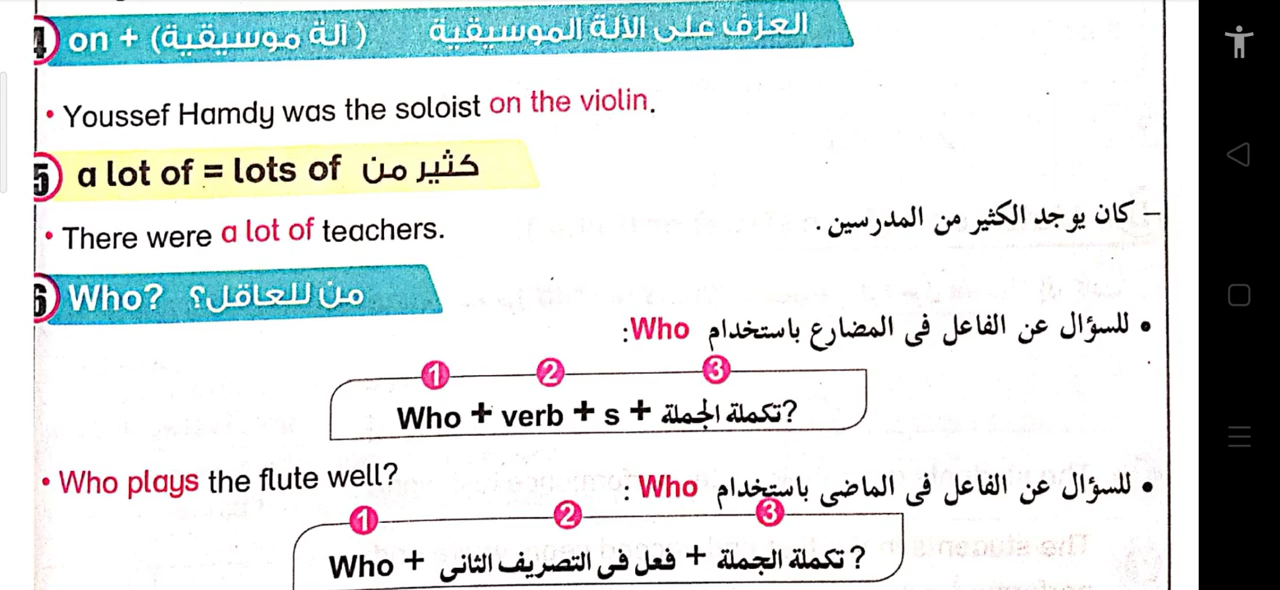 4 on + (آلة موسيقية) العزف على الآلة الموسيقية
• Youssef Hamdy was the soloist on the violin.
5 a lot of = lots of كثير من
• There were a lot of teachers.
– كان يوجد الكثير من المدرسين .
6 Who? من للعاقل؟
• للسؤال عن الفاعل فى المضارع باستخدام Who:
1 2 3
Who + verb + s + تكملة الجملة?
• Who plays the flute well?
• للسؤال عن الفاعل فى الماضى باستخدام Who :
1 2 3
Who + فعل فى التصريف الثانى + تكملة الجملة ?